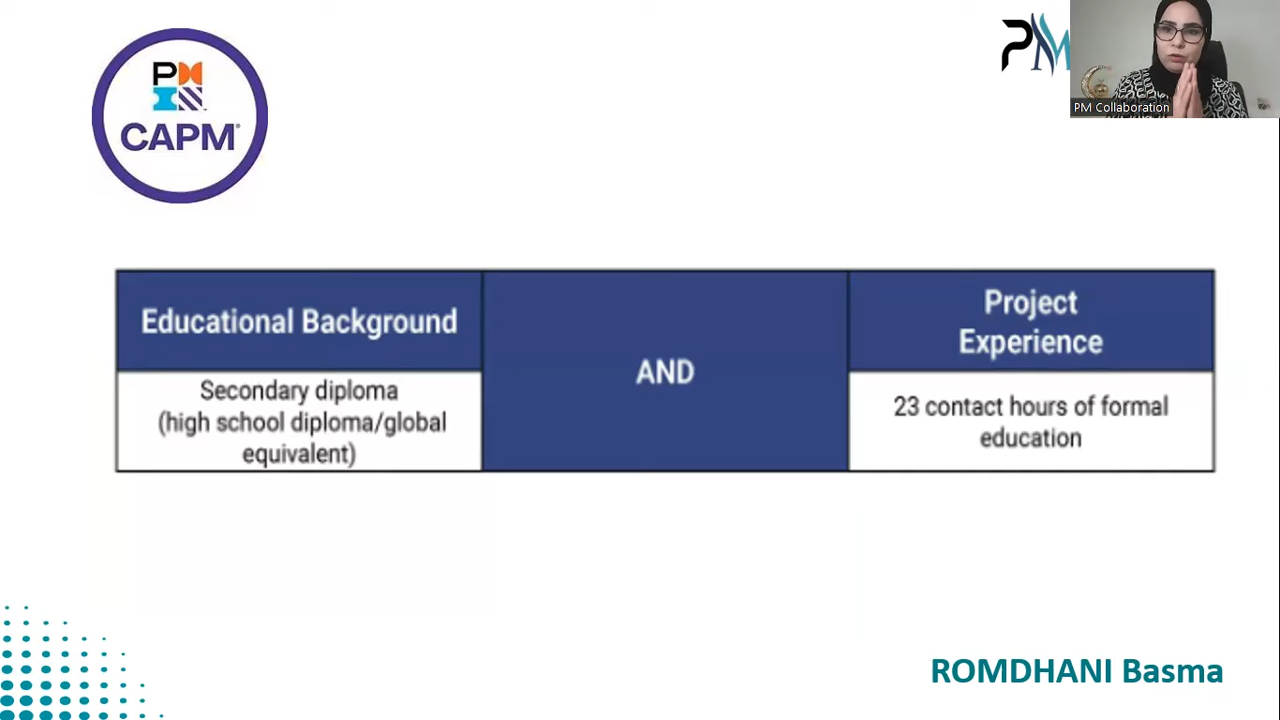 CAPM®
PM
PM Collaboration
Educational Background
Secondary diploma
(high school diploma/global
equivalent)
AND
Project
Experience
23 contact hours of formal
education
ROMDHANI Basma